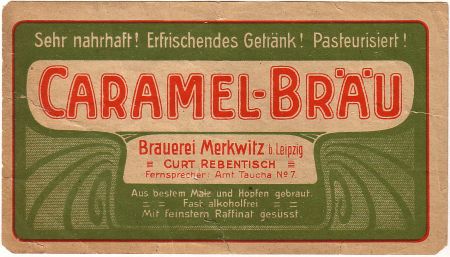 Sehr nahrhaft! Erfrischendes Getränk! Pasteurisiert!
CARAMEL-BRÄU
Brauerei Merkwitz b. Leipzig
= CURT REBENTISCH =
Fernsprecher: Amt Taucha No 7.
Aus bestem Malz und Hopfen gebraut.
= = Fast alkoholfrei = =
Mit feinstem Raffinat gesüsst.